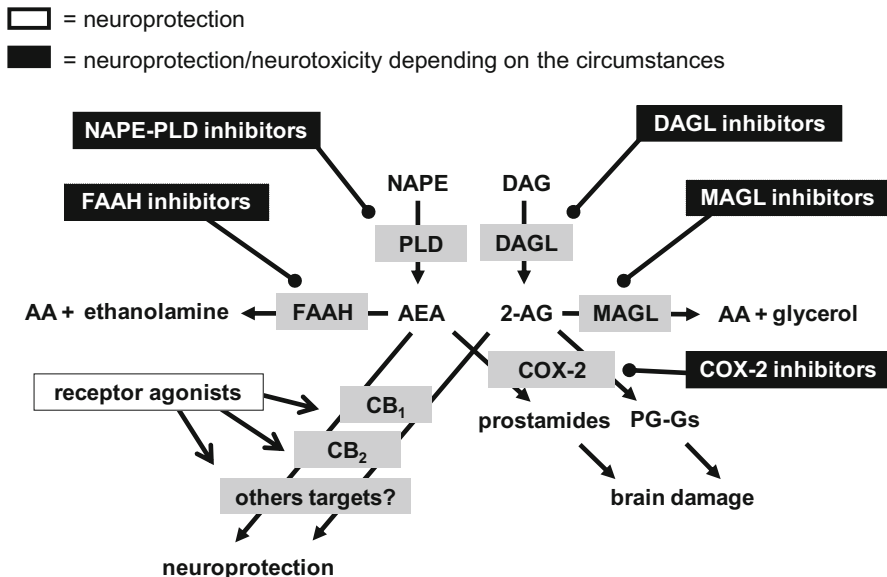 = neuroprotection
= neuroprotection/neurotoxicity depending on the circumstances
NAPE-PLD inhibitors
DAGL inhibitors
NAPE
DAG
FAAH inhibitors
MAGL inhibitors
PLD
DAGL
AA + ethanolamine
FAAH
AEA
2-AG
MAGL
AA + glycerol
COX-2
COX-2 inhibitors
receptor agonists
CB₁
prostamides
PG-Gs
CB₂
others targets?
brain damage
neuroprotection